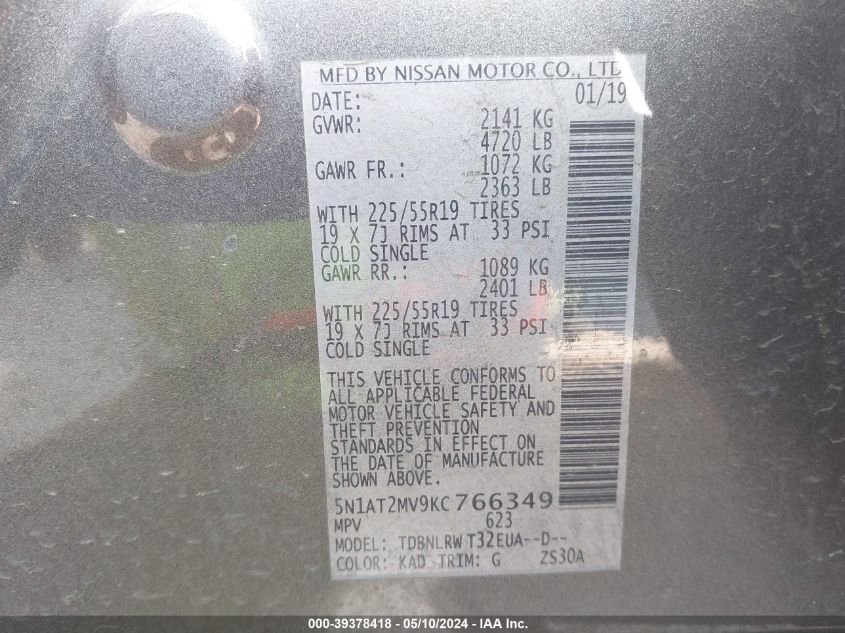 MFD BY NISSAN MOTOR CO., LTD
DATE: 01/19
GVWR: 2141 KG
4720 LB
GAWR FR.: 1072 KG
2363 LB
WITH 225/55R19 TIRES
19 X 7J RIMS AT 33 PSI
COLD SINGLE
GAWR RR.: 1089 KG
2401 LB
WITH 225/55R19 TIRES
19 X 7J RIMS AT 33 PSI
COLD SINGLE
THIS VEHICLE CONFORMS TO
ALL APPLICABLE FEDERAL
MOTOR VEHICLE SAFETY AND
THEFT PREVENTION
STANDARDS IN EFFECT ON
THE DATE OF MANUFACTURE
SHOWN ABOVE.
5N1AT2MV9KC766349
MPV 623
MODEL: TDBNLRW T32EUA--D--
COLOR: KAD TRIM: G ZS30A
000-39378418 - 05/10/2024 - IAA Inc.